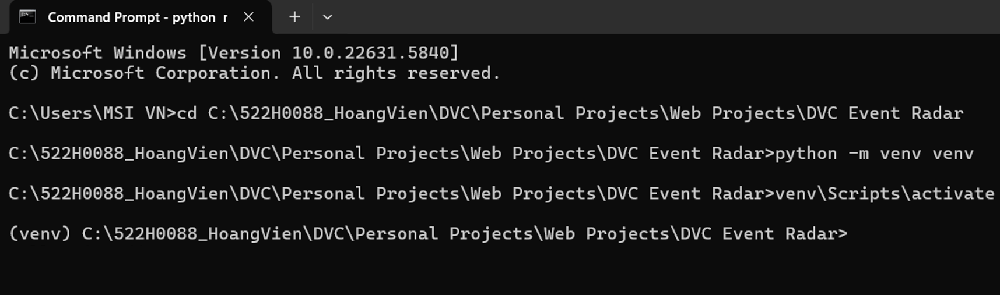 Command Prompt - python  r
Microsoft Windows [Version 10.0.22631.5840]
(c) Microsoft Corporation. All rights reserved.
C:\Users\MSI VN>cd C:\522H0088_HoangVien\DVC\Personal Projects\Web Projects\DVC Event Radar
C:\522H0088_HoangVien\DVC\Personal Projects\Web Projects\DVC Event Radar>python -m venv venv
C:\522H0088_HoangVien\DVC\Personal Projects\Web Projects\DVC Event Radar>venv\Scripts\activate
(venv) C:\522H0088_HoangVien\DVC\Personal Projects\Web Projects\DVC Event Radar>